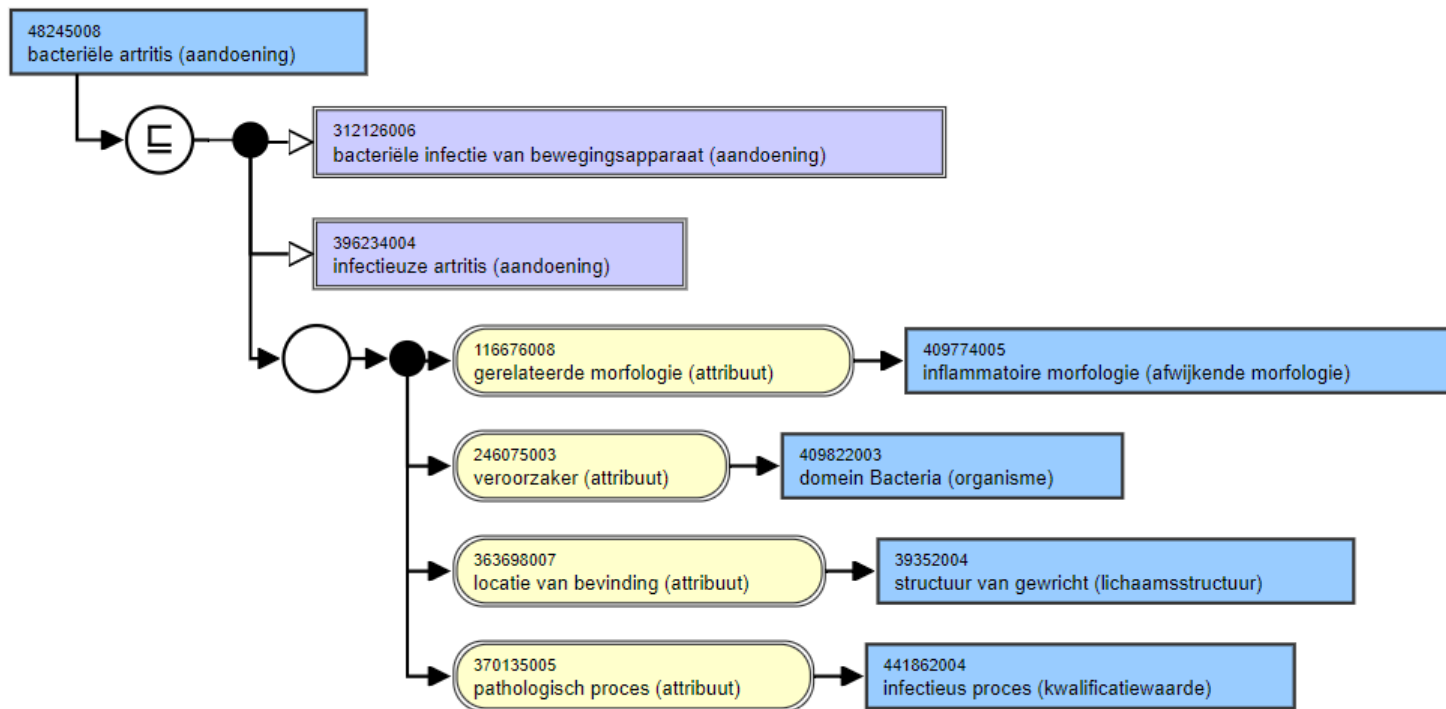 48245008
bacteriële artritis (aandoening)
⊑
312126006
bacteriële infectie van bewegingsapparaat (aandoening)
396234004
infectieuze artritis (aandoening)
116676008
gerelateerde morfologie (attribuut)
409774005
inflammatoire morfologie (afwijkende morfologie)
246075003
veroorzaker (attribuut)
409822003
domein Bacteria (organisme)
363698007
locatie van bevinding (attribuut)
39352004
structuur van gewricht (lichaamsstructuur)
370135005
pathologisch proces (attribuut)
441862004
infectieus proces (kwalificatiewaarde)